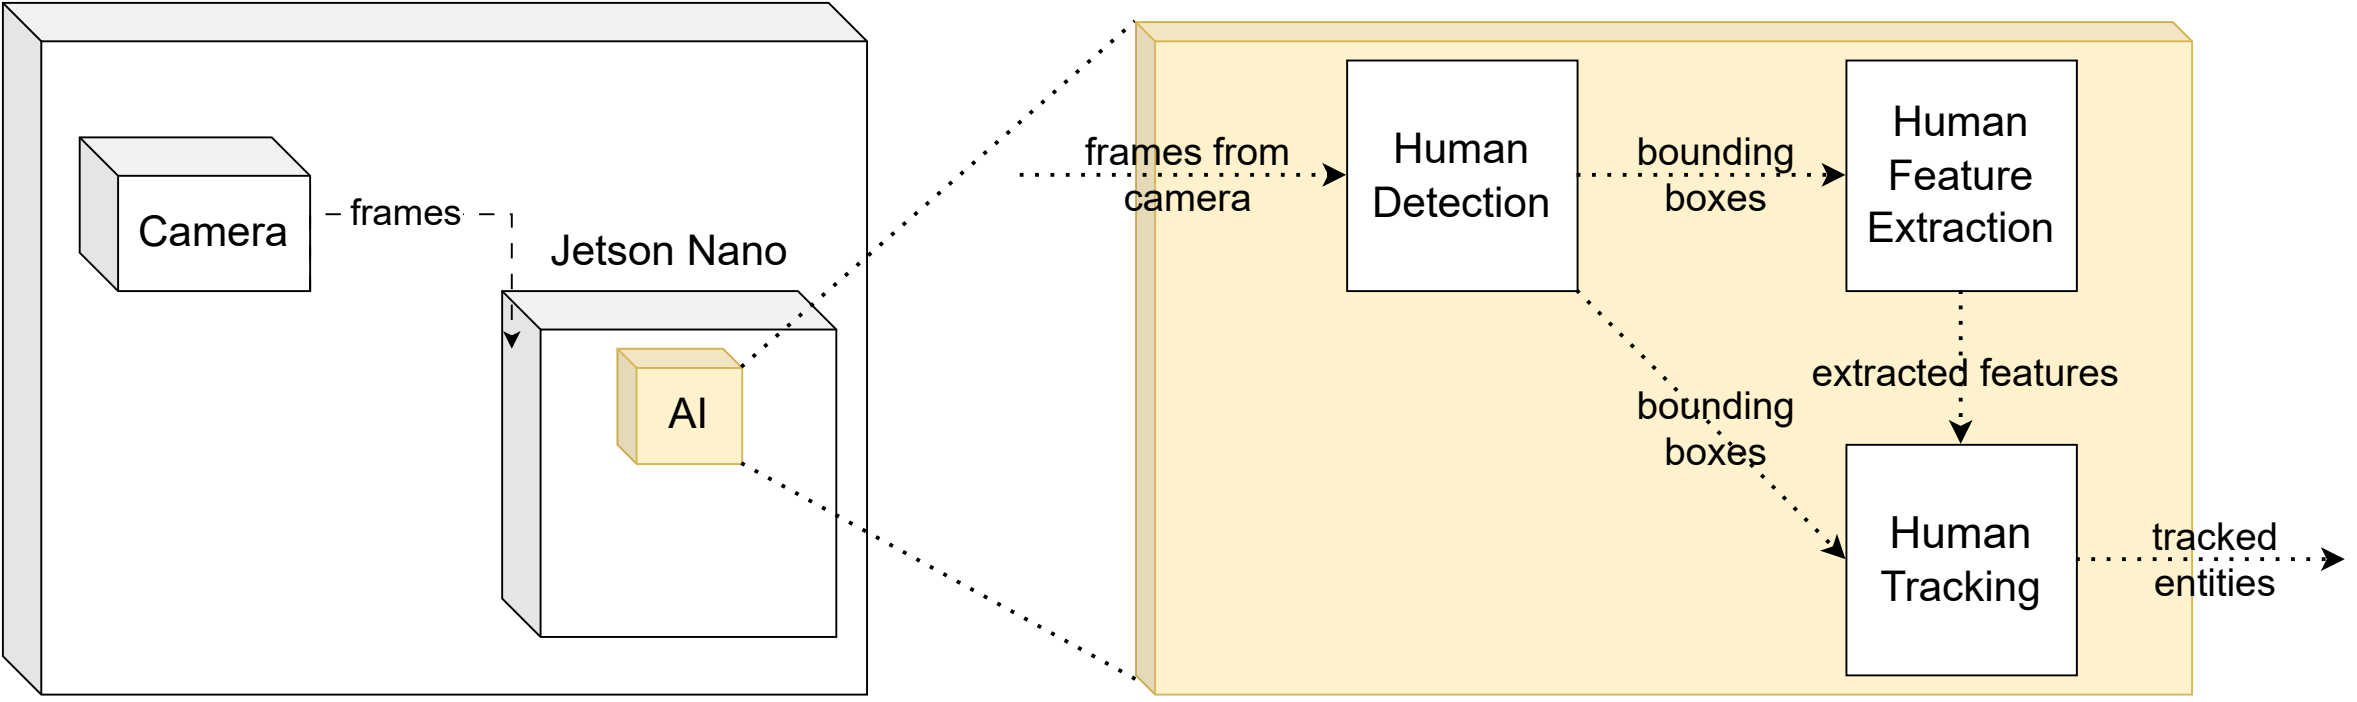 Camera
frames
Jetson Nano
AI
frames from
camera
Human
Detection
bounding
boxes
Human
Feature
Extraction
extracted features
bounding
boxes
Human
Tracking
tracked
entities